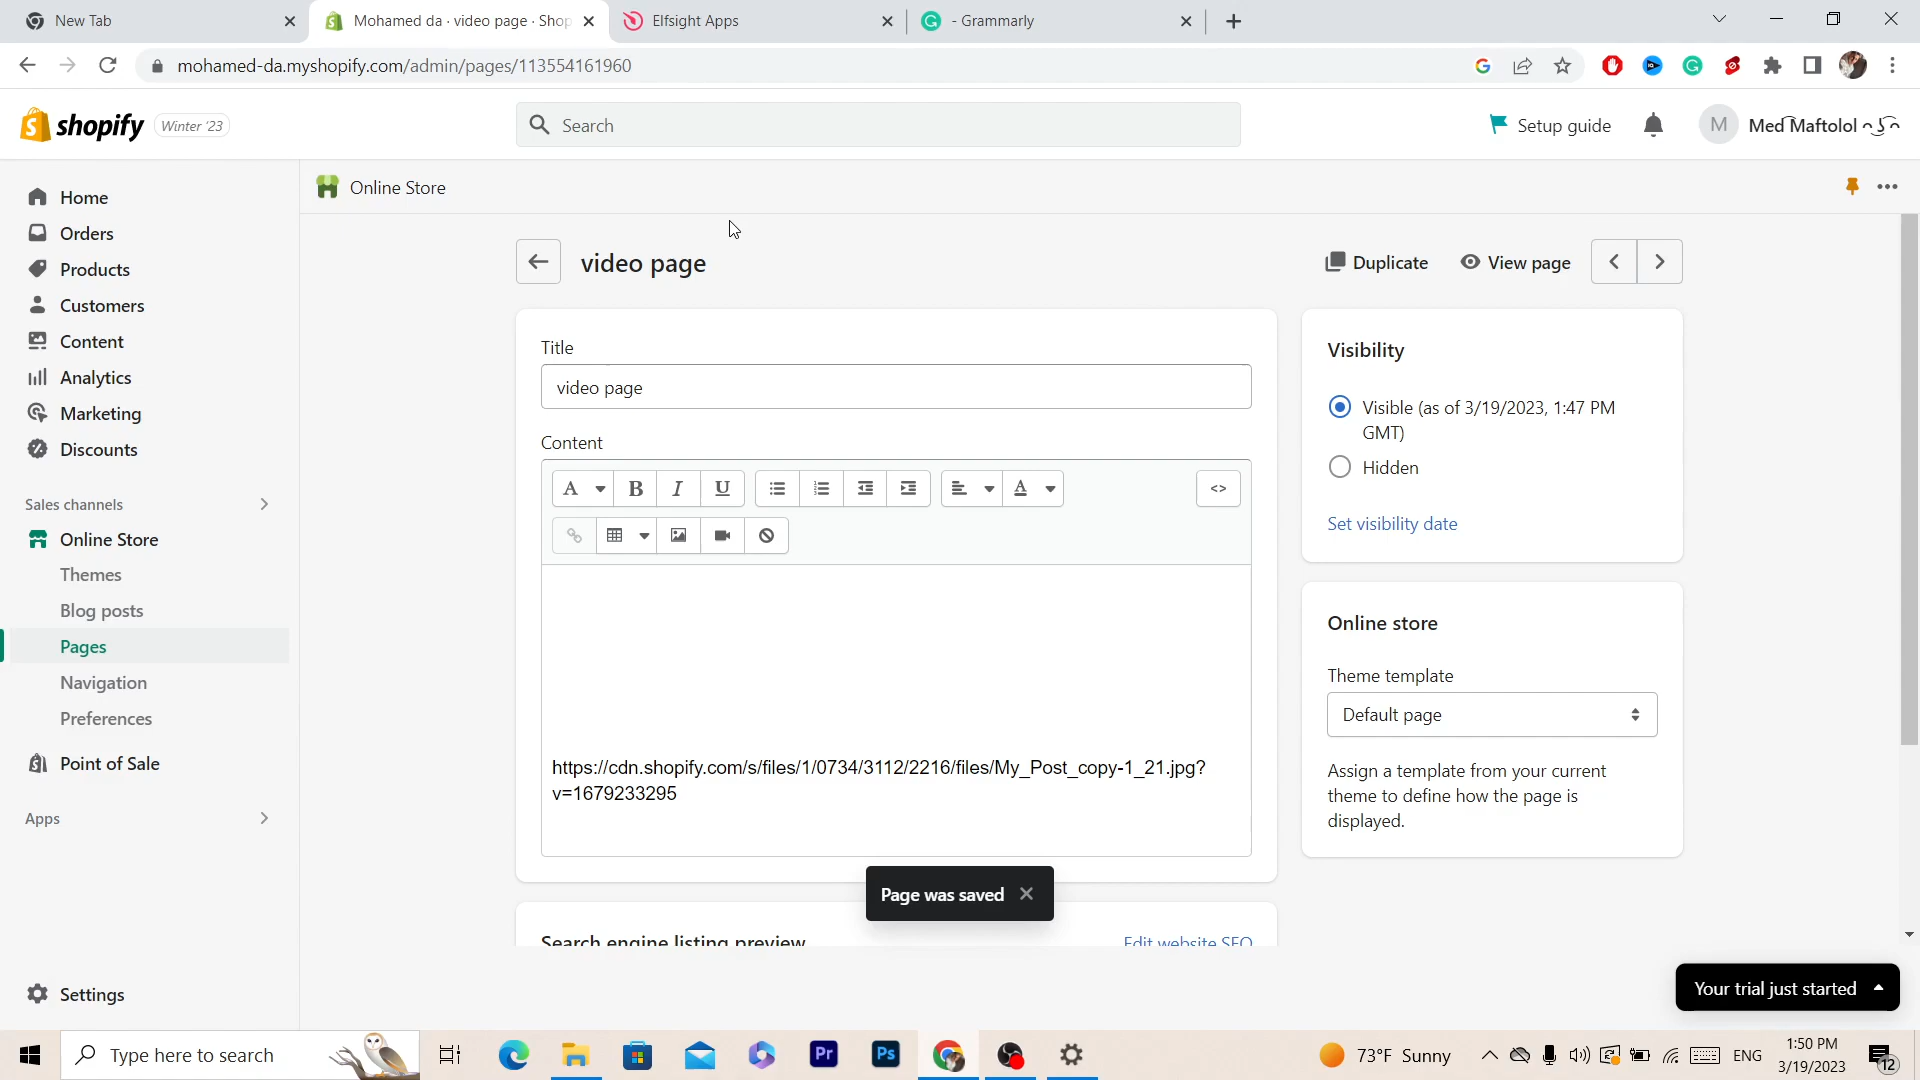 New Tab
Mohamed da · video page · Shop
Elfsight Apps
- Grammarly
mohamed-da.myshopify.com/admin/pages/113554161960
shopify
Winter '23
Search
Setup guide
M
Home
Orders
Products
Customers
Content
Analytics
Marketing
Discounts
Sales channels
Online Store
Themes
Blog posts
Pages
Navigation
Preferences
Point of Sale
Apps
Settings
Online Store
video page
Duplicate
View page
Title
video page
Content
A
B
I
U
A
<>
https://cdn.shopify.com/s/files/1/0734/3112/2216/files/My_Post_copy-1_21.jpg?
v=1679233295
Page was saved
Search engine listing preview
Edit website SEO
Visibility
Visible (as of 3/19/2023, 1:47 PM
GMT)
Hidden
Set visibility date
Online store
Theme template
Default page
Assign a template from your current
theme to define how the page is
displayed.
Your trial just started
Type here to search
Pr
Ps
73°F Sunny
ENG
1:50 PM
3/19/2023
12